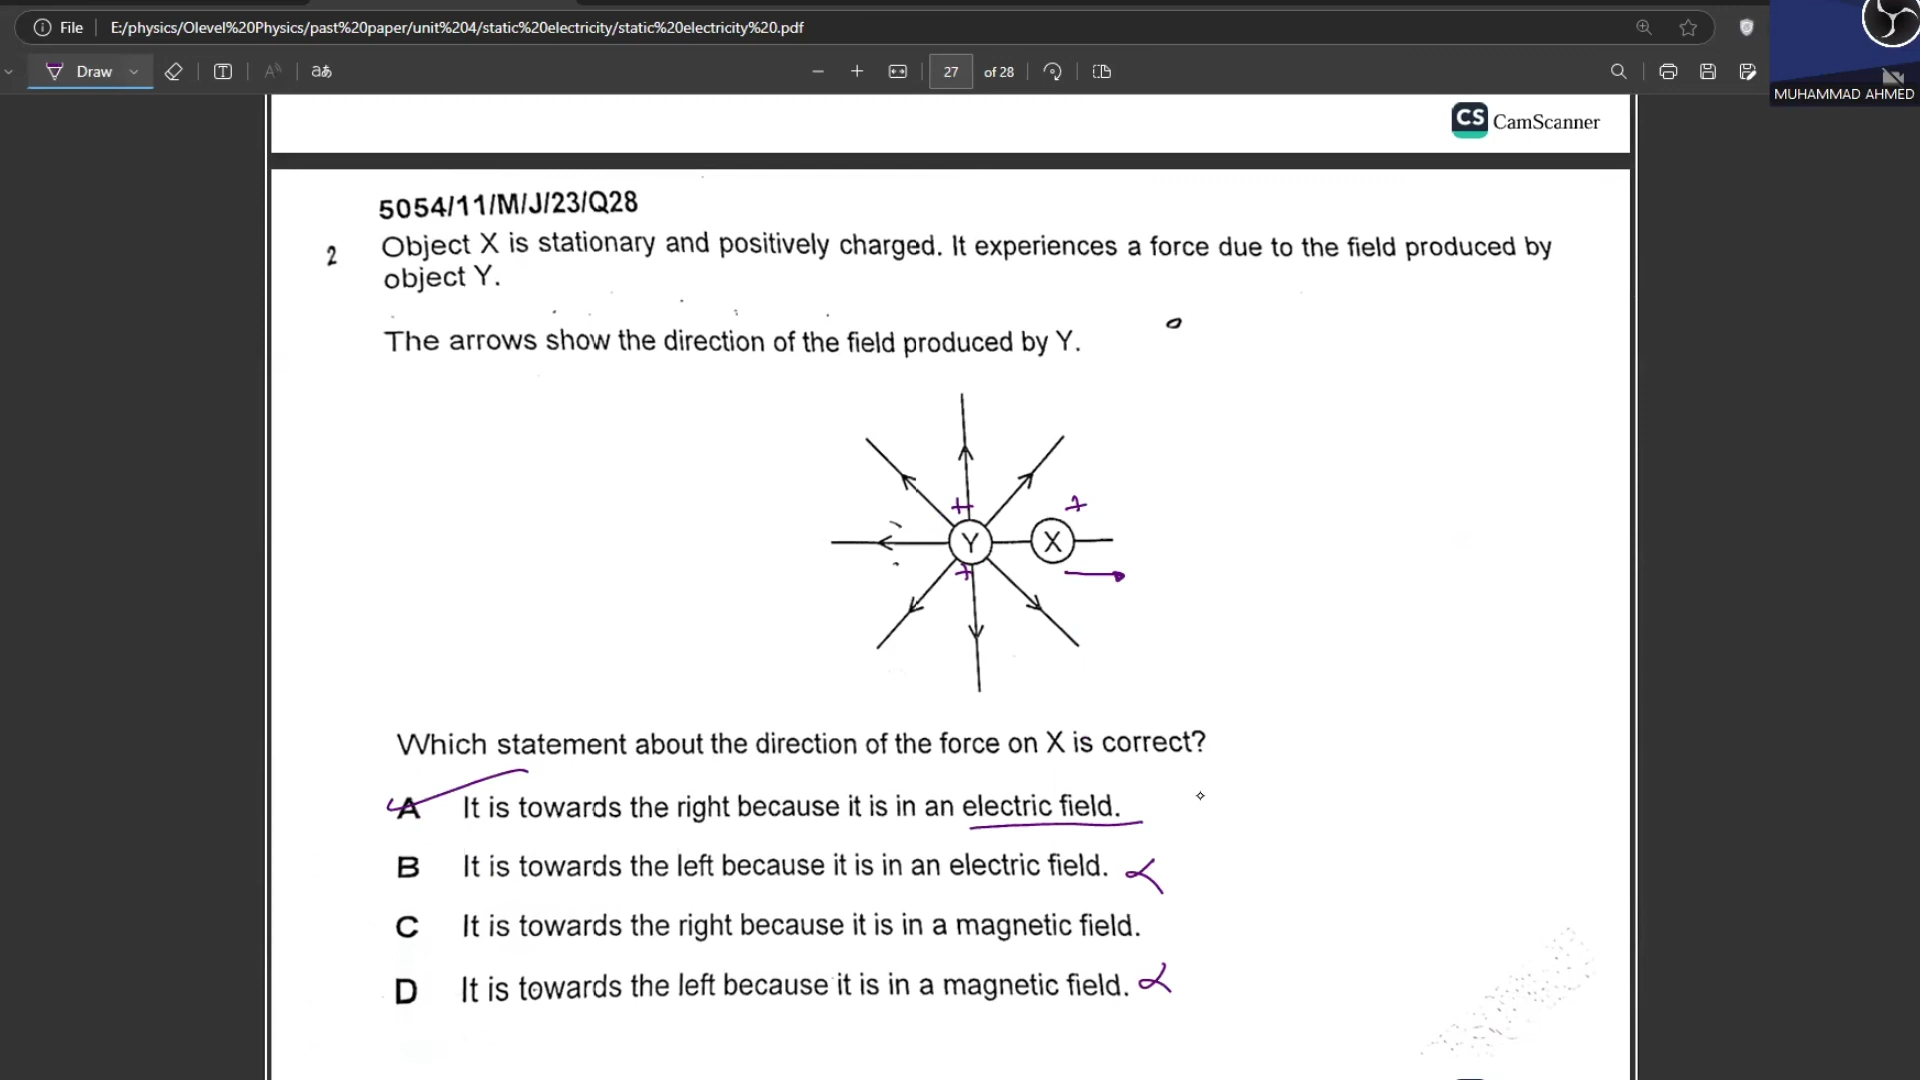 File
E:/physics/Olevel%20Physics/past%20paper/unit%204/static%20electricity/static%20electricity%20.pdf
Draw
27 of 28
MUHAMMAD AHMED
CS CamScanner
5054/11/M/J/23/Q28
2 Object X is stationary and positively charged. It experiences a force due to the field produced by
object Y.
The arrows show the direction of the field produced by Y.
+ +
Y X
+
Which statement about the direction of the force on X is correct?
A It is towards the right because it is in an electric field.
B It is towards the left because it is in an electric field.
C It is towards the right because it is in a magnetic field.
D It is towards the left because it is in a magnetic field.